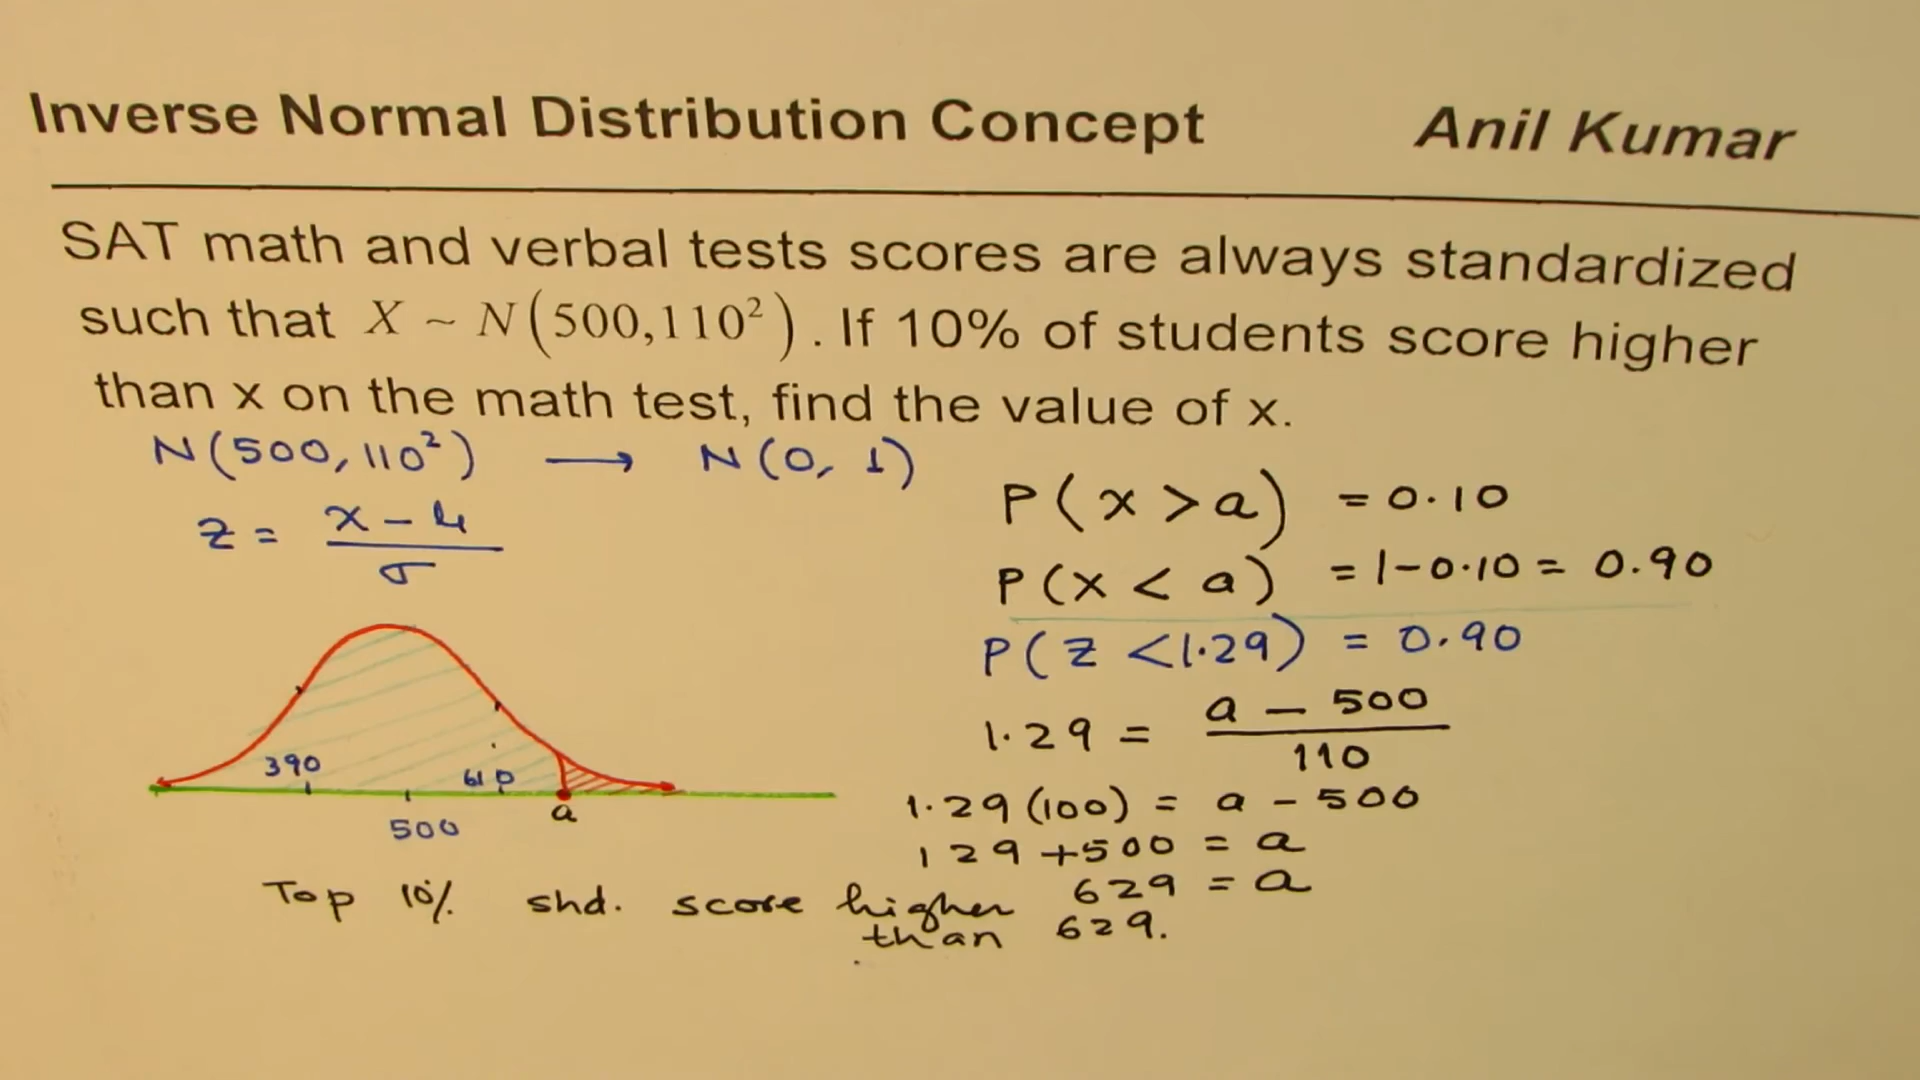 Inverse Normal Distribution Concept Anil Kumar
SAT math and verbal tests scores are always standardized
such that X ~ N(500,110²). If 10% of students score higher
than x on the math test, find the value of x.
N(500,110²) → N(0, 1)
z = (x - μ)/σ
P(x > a) = 0.10
P(x < a) = 1-0.10 = 0.90
P(z <1.29) = 0.90
1.29 = (a - 500)/110
1.29(100) = a - 500
129 +500 = a
629 = a
390
610
500
a
Top 10% shd. score higher
than 629.